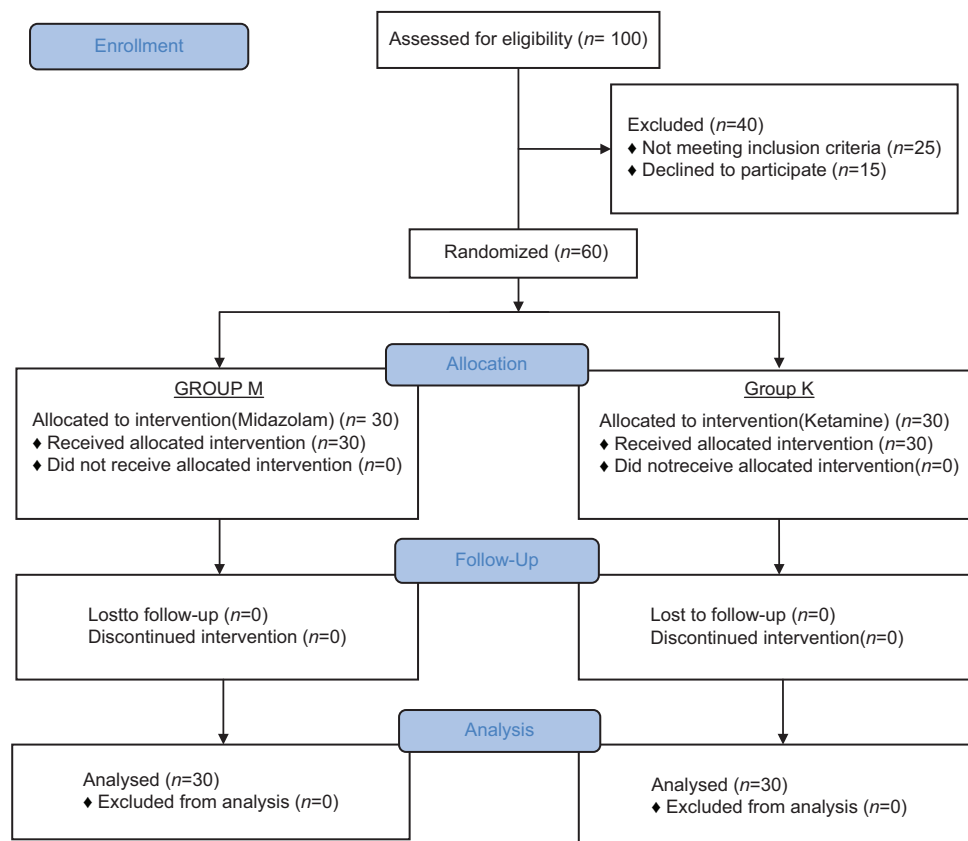 Enrollment
Assessed for eligibility (n= 100)
Excluded (n=40)
♦ Not meeting inclusion criteria (n=25)
♦ Declined to participate (n=15)
Randomized (n=60)
Allocation
GROUP M
Allocated to intervention(Midazolam) (n= 30)
♦ Received allocated intervention (n=30)
♦ Did not receive allocated intervention (n=0)
Group K
Allocated to intervention(Ketamine) (n=30)
♦ Received allocated intervention (n=30)
♦ Did notreceive allocated intervention(n=0)
Follow-Up
Lostto follow-up (n=0)
Discontinued intervention (n=0)
Lost to follow-up (n=0)
Discontinued intervention(n=0)
Analysis
Analysed (n=30)
♦ Excluded from analysis (n=0)
Analysed (n=30)
♦ Excluded from analysis (n=0)